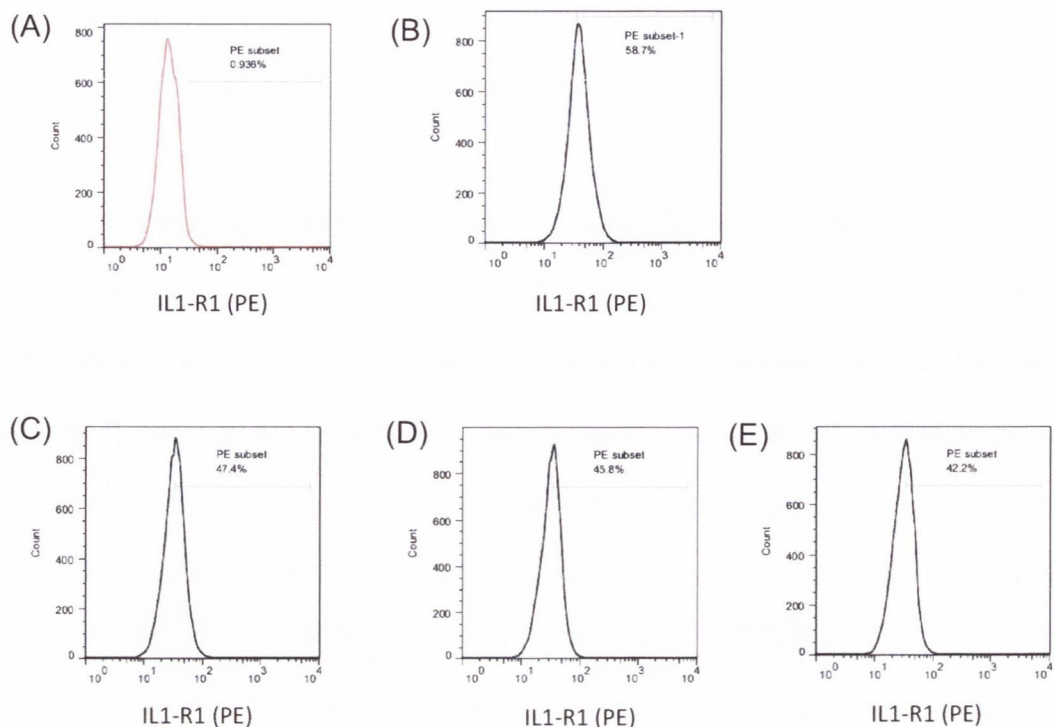 (A)
800
600
400
200
0
Count
PE subset
0.936%
10^0 10^1 10^2 10^3 10^4
IL1-R1 (PE)
(B)
800
600
400
200
0
Count
PE subset-1
58.7%
10^0 10^1 10^2 10^3 10^4
IL1-R1 (PE)
(C)
800
600
400
200
0
Count
PE subset
47.4%
10^0 10^1 10^2 10^3 10^4
IL1-R1 (PE)
(D)
800
600
400
200
0
Count
PE subset
45.8%
10^0 10^1 10^2 10^3 10^4
IL1-R1 (PE)
(E)
800
600
400
200
0
Count
PE subset
42.2%
10^0 10^1 10^2 10^3 10^4
IL1-R1 (PE)